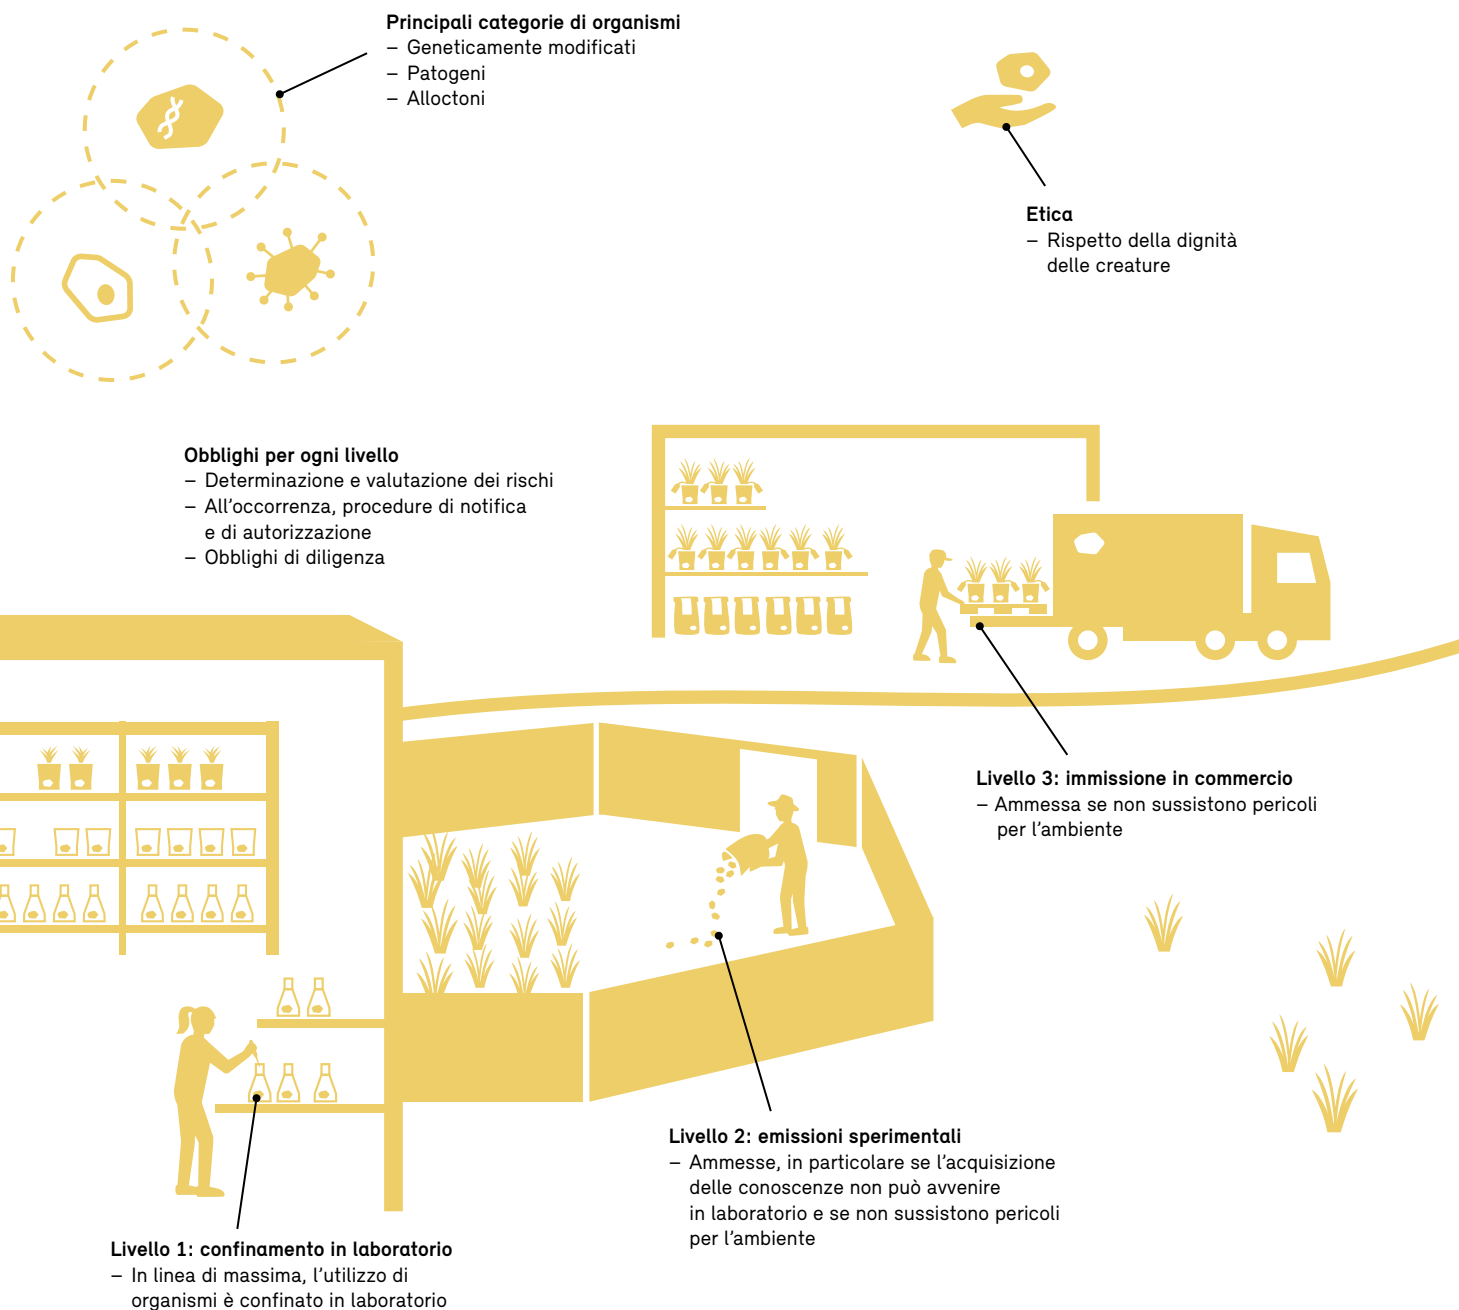 Principali categorie di organismi
– Geneticamente modificati
– Patogeni
– Alloctoni
Etica
– Rispetto della dignità
delle creature
Obblighi per ogni livello
– Determinazione e valutazione dei rischi
– All’occorrenza, procedure di notifica
e di autorizzazione
– Obblighi di diligenza
Livello 3: immissione in commercio
– Ammessa se non sussistono pericoli
per l’ambiente
Livello 2: emissioni sperimentali
– Ammesse, in particolare se l’acquisizione
delle conoscenze non può avvenire
in laboratorio e se non sussistono pericoli
per l’ambiente
Livello 1: confinamento in laboratorio
– In linea di massima, l’utilizzo di
organismi è confinato in laboratorio